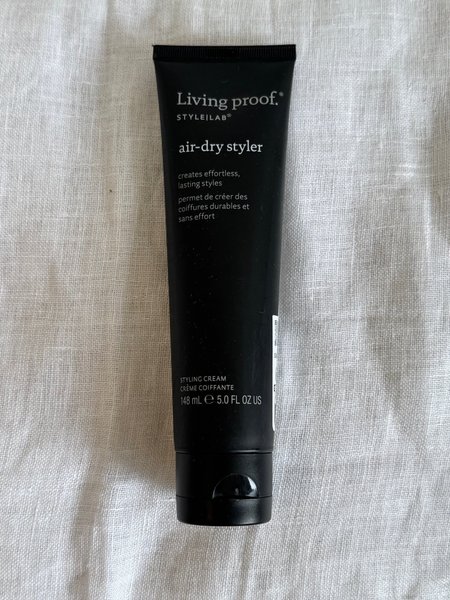 Living proof.®
STYLE|LAB®
air-dry styler
creates effortless,
lasting styles
permet de créer des
coiffures durables et
sans effort
STYLING CREAM
CRÈME COIFFANTE
148 mL ℮ 5.0 FL OZ US